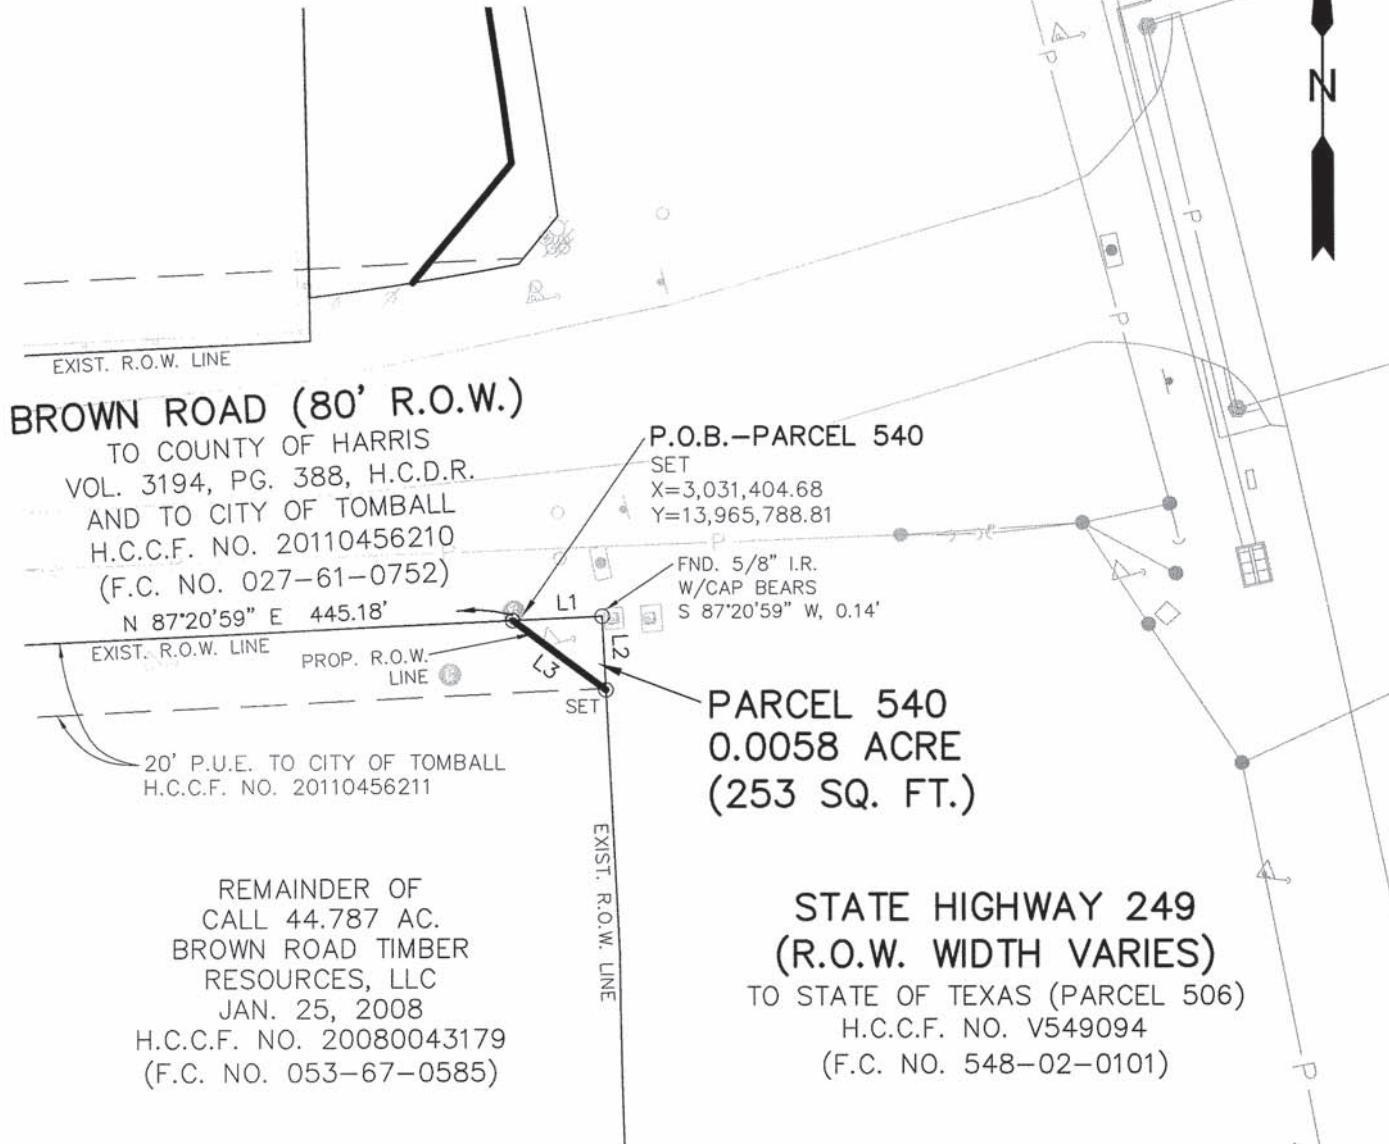 N
EXIST. R.O.W. LINE
BROWN ROAD (80' R.O.W.)
TO COUNTY OF HARRIS
VOL. 3194, PG. 388, H.C.D.R.
AND TO CITY OF TOMBALL
H.C.C.F. NO. 20110456210
(F.C. NO. 027-61-0752)
P.O.B.-PARCEL 540
SET
X=3,031,404.68
Y=13,965,788.81
FND. 5/8" I.R.
W/CAP BEARS
S 87°20'59" W, 0.14'
N 87°20'59" E 445.18'
L1
L2
L3
EXIST. R.O.W. LINE
PROP. R.O.W.
LINE
SET
PARCEL 540
0.0058 ACRE
(253 SQ. FT.)
20' P.U.E. TO CITY OF TOMBALL
H.C.C.F. NO. 20110456211
EXIST. R.O.W. LINE
REMAINDER OF
CALL 44.787 AC.
BROWN ROAD TIMBER
RESOURCES, LLC
JAN. 25, 2008
H.C.C.F. NO. 20080043179
(F.C. NO. 053-67-0585)
STATE HIGHWAY 249
(R.O.W. WIDTH VARIES)
TO STATE OF TEXAS (PARCEL 506)
H.C.C.F. NO. V549094
(F.C. NO. 548-02-0101)
P
P
P
P
P